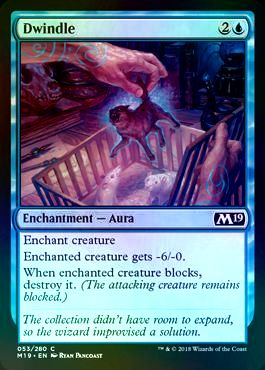 Dwindle 2
Enchantment — Aura M19
Enchant creature
Enchanted creature gets -6/-0.
When enchanted creature blocks,
destroy it. (The attacking creature remains
blocked.)
The collection didn't have room to expand,
so the wizard improvised a solution.
053/280 C
M19 • EN Ryan Pancoast
™ & © 2018 Wizards of the Coast